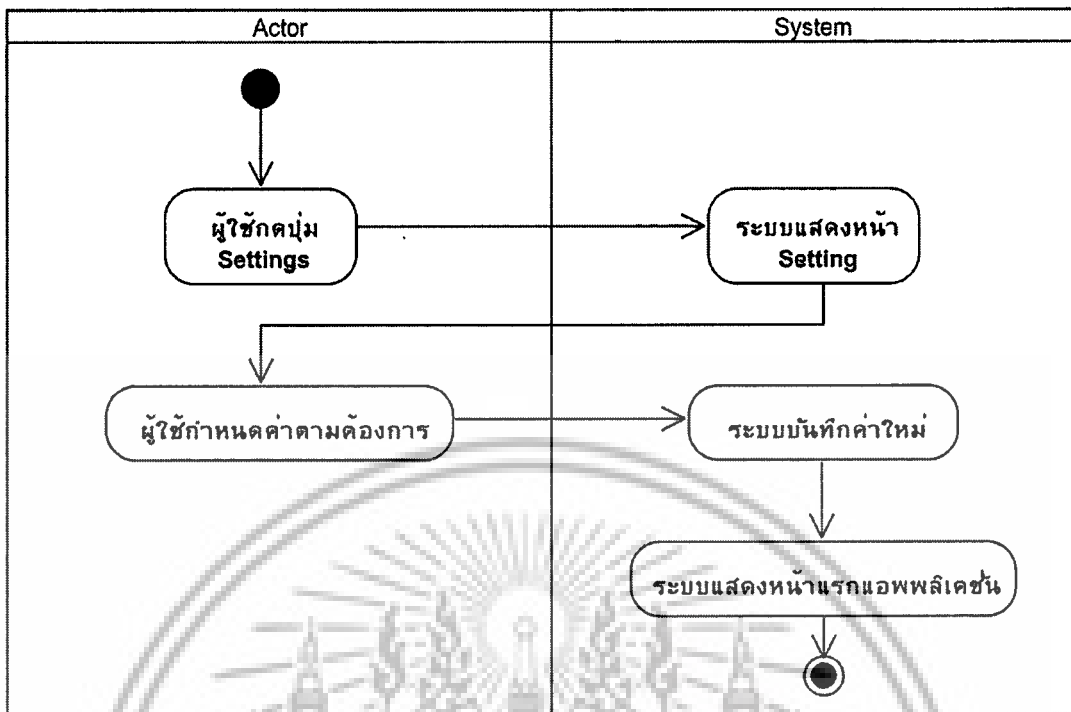 Actor
System
ผู้ใช้กดปุ่ม
Settings
ระบบแสดงหน้า
Setting
ผู้ใช้กำหนดค่าตามต้องการ
ระบบบันทึกค่าใหม่
ระบบแสดงหน้าแรกแอพพลิเคชั่น